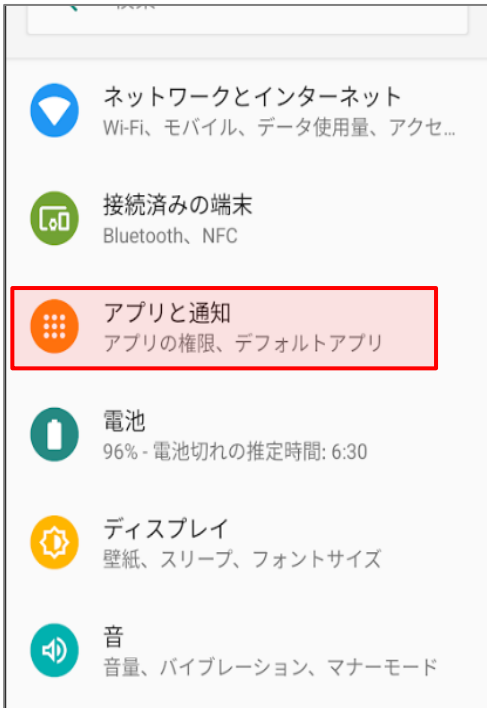 ネットワークとインターネット
Wi-Fi、モバイル、データ使用量、アクセ...
接続済みの端末
Bluetooth、NFC
アプリと通知
アプリの権限、デフォルトアプリ
電池
96% - 電池切れの推定時間: 6:30
ディスプレイ
壁紙、スリープ、フォントサイズ
音
音量、バイブレーション、マナーモード